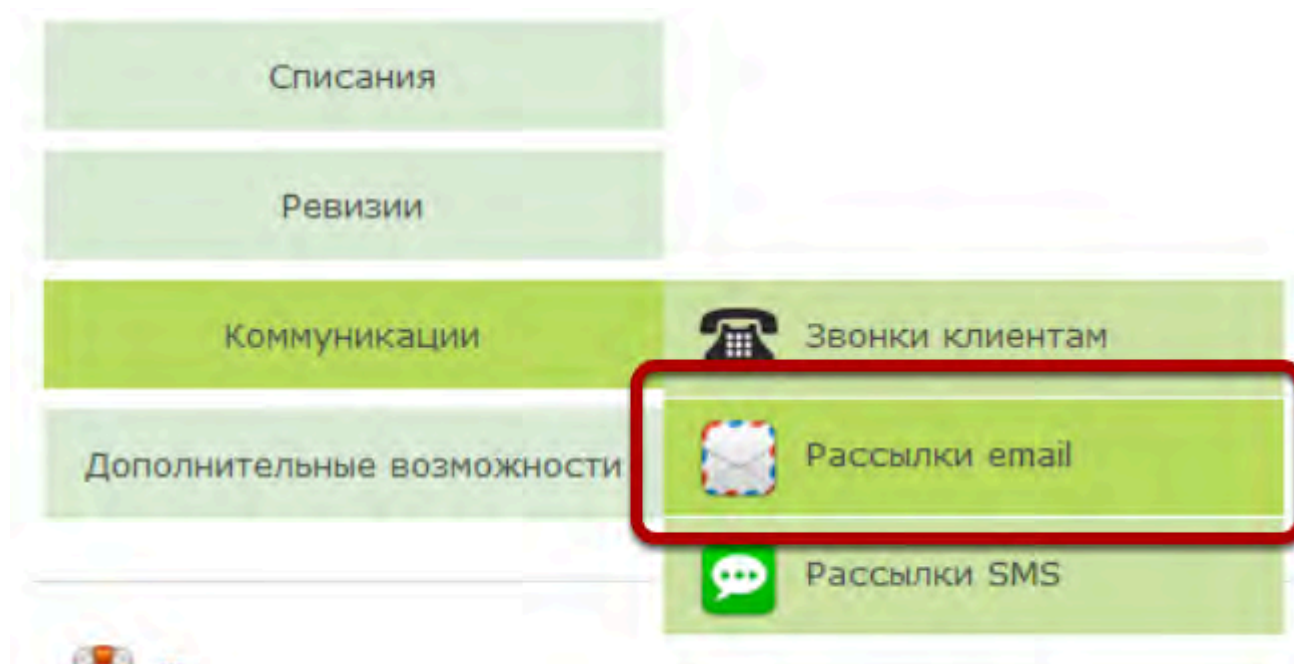 Списания
Ревизии
Коммуникации
Звонки клиентам
Дополнительные возможности
Рассылки email
Рассылки SMS